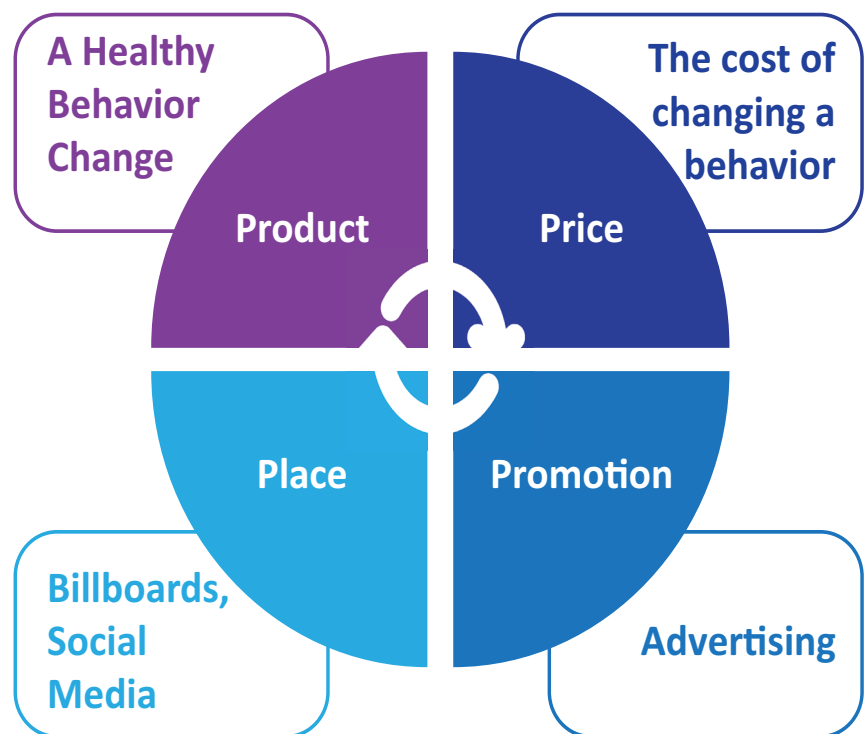 A Healthy
Behavior
Change
Product
The cost of
changing a
behavior
Price
Place
Billboards,
Social
Media
Promotion
Advertising